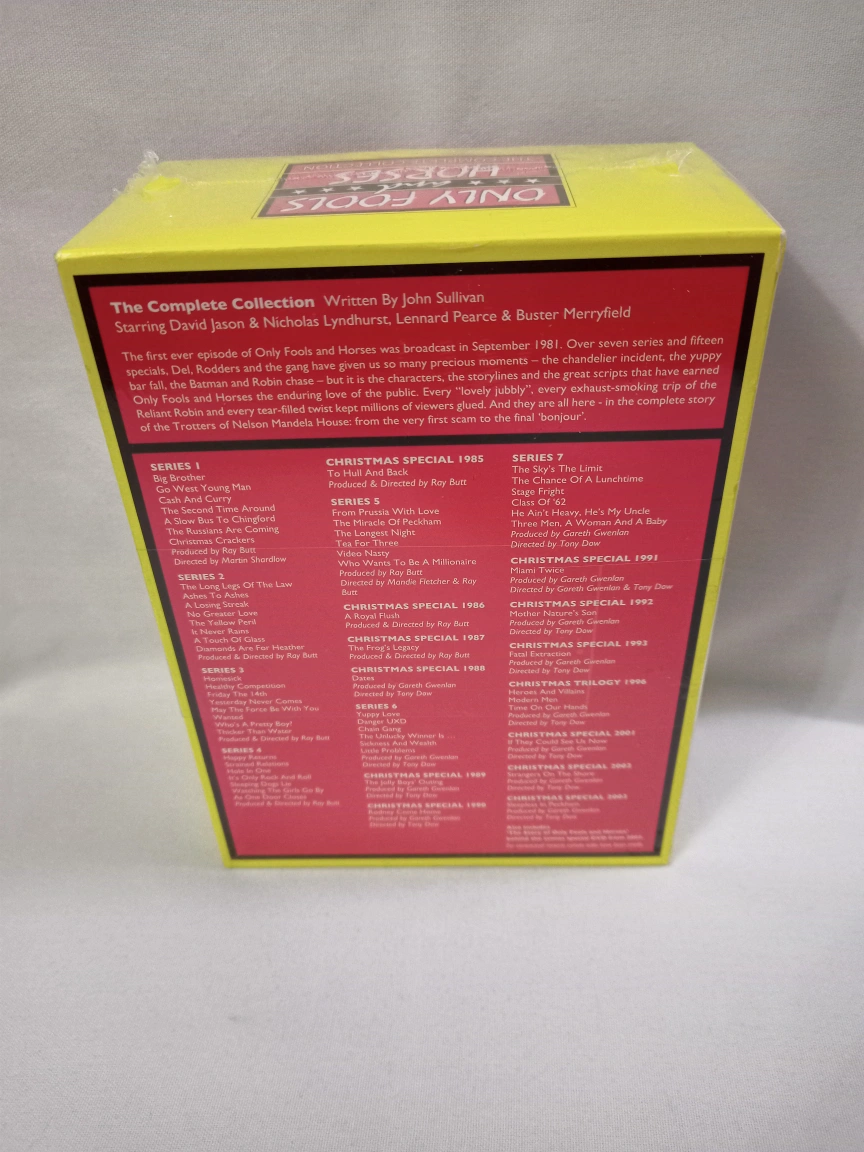 ONLY FOOLS
and
HORSES
THE COMPLETE COLLECTION
The Complete Collection Written By John Sullivan
Starring David Jason & Nicholas Lyndhurst, Lennard Pearce & Buster Merryfield
The first ever episode of Only Fools and Horses was broadcast in September 1981. Over seven series and fifteen
specials, Del, Rodders and the gang have given us so many precious moments – the chandelier incident, the yuppy
bar fall, the Batman and Robin chase – but it is the characters, the storylines and the great scripts that have earned
Only Fools and Horses the enduring love of the public. Every “lovely jubbly”, every exhaust-smoking trip of the
Reliant Robin and every tear-filled twist kept millions of viewers glued. And they are all here - in the complete story
of the Trotters of Nelson Mandela House: from the very first scam to the final ‘bonjour’.
SERIES 1
Big Brother
Go West Young Man
Cash And Curry
The Second Time Around
A Slow Bus To Chingford
The Russians Are Coming
Christmas Crackers
Produced by Ray Butt
Directed by Martin Shardlow
SERIES 2
The Long Legs Of The Law
Ashes To Ashes
A Losing Streak
No Greater Love
The Yellow Peril
It Never Rains
A Touch Of Glass
Diamonds Are For Heather
Produced & Directed by Ray Butt
SERIES 3
Homesick
Healthy Competition
Friday The 14th
Yesterday Never Comes
May The Force Be With You
Wanted
Who's A Pretty Boy?
Thicker Than Water
Produced & Directed by Ray Butt
SERIES 4
Happy Returns
Strained Relations
Hole In One
It's Only Rock And Roll
Sleeping Dogs Lie
Watching The Girls Go By
As One Door Closes
Produced & Directed by Ray Butt
CHRISTMAS SPECIAL 1985
To Hull And Back
Produced & Directed by Ray Butt
SERIES 5
From Prussia With Love
The Miracle Of Peckham
The Longest Night
Tea For Three
Video Nasty
Who Wants To Be A Millionaire
Produced by Ray Butt
Directed by Mandie Fletcher & Ray
Butt
CHRISTMAS SPECIAL 1986
A Royal Flush
Produced & Directed by Ray Butt
CHRISTMAS SPECIAL 1987
The Frog's Legacy
Produced & Directed by Ray Butt
CHRISTMAS SPECIAL 1988
Dates
Produced by Gareth Gwenlan
Directed by Tony Dow
SERIES 6
Yuppy Love
Danger UXD
Chain Gang
The Unlucky Winner Is ...
Sickness And Wealth
Little Problems
Produced by Gareth Gwenlan
Directed by Tony Dow
CHRISTMAS SPECIAL 1989
The Jolly Boys' Outing
Produced by Gareth Gwenlan
Directed by Tony Dow
CHRISTMAS SPECIAL 1990
Rodney Come Home
Produced by Gareth Gwenlan
Directed by Tony Dow
SERIES 7
The Sky's The Limit
The Chance Of A Lunchtime
Stage Fright
Class Of '62
He Ain't Heavy, He's My Uncle
Three Men, A Woman And A Baby
Produced by Gareth Gwenlan
Directed by Tony Dow
CHRISTMAS SPECIAL 1991
Miami Twice
Produced by Gareth Gwenlan
Directed by Gareth Gwenlan & Tony Dow
CHRISTMAS SPECIAL 1992
Mother Nature's Son
Produced by Gareth Gwenlan
Directed by Tony Dow
CHRISTMAS SPECIAL 1993
Fatal Extraction
Produced by Gareth Gwenlan
Directed by Tony Dow
CHRISTMAS TRILOGY 1996
Heroes And Villains
Modern Men
Time On Our Hands
Produced by Gareth Gwenlan
Directed by Tony Dow
CHRISTMAS SPECIAL 2001
If They Could See Us Now
Produced by Gareth Gwenlan
Directed by Tony Dow
CHRISTMAS SPECIAL 2002
Strangers On The Shore
Produced by Gareth Gwenlan
Directed by Tony Dow
CHRISTMAS SPECIAL 2003
Sleepless In Peckham
Produced by Gareth Gwenlan
Directed by Tony Dow
Also includes
'The Story of Only Fools and Horses'